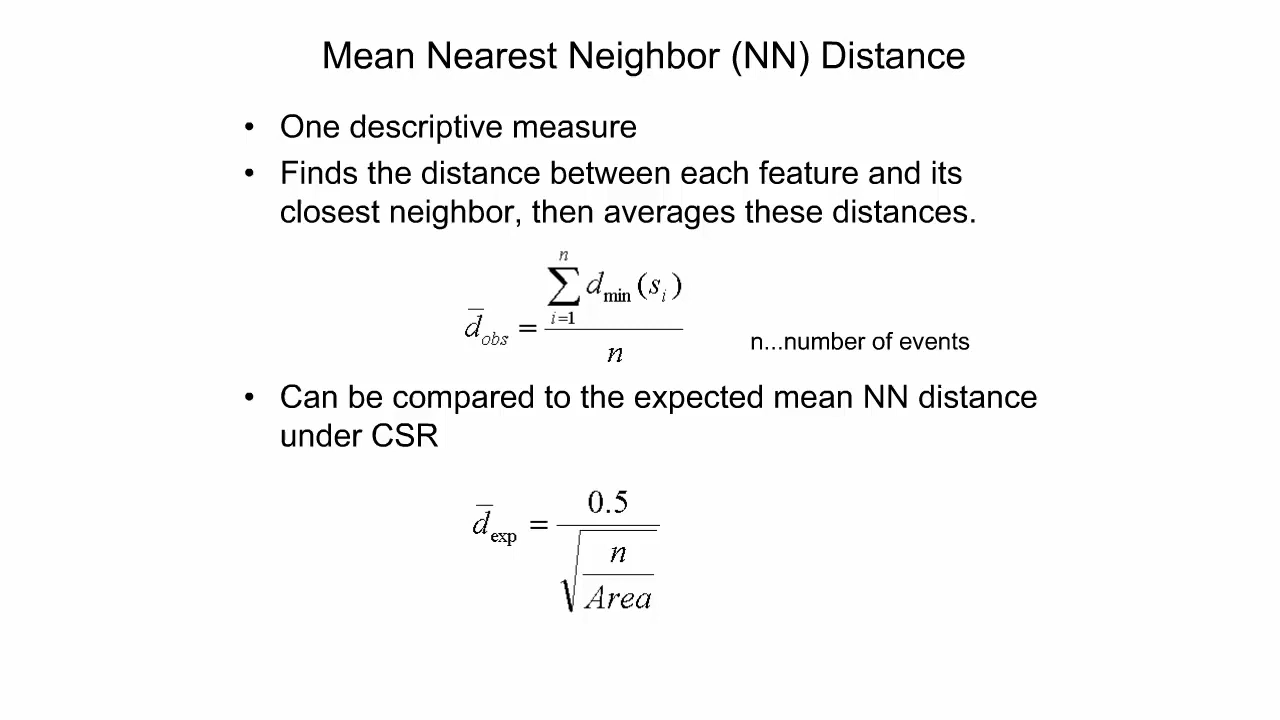 Mean Nearest Neighbor (NN) Distance
• One descriptive measure
• Finds the distance between each feature and its
closest neighbor, then averages these distances.
d̄_obs = ∑_{i=1}^{n} d_min (s_i) / n
n...number of events
• Can be compared to the expected mean NN distance
under CSR
d̄_exp = 0.5 / √(n / Area)